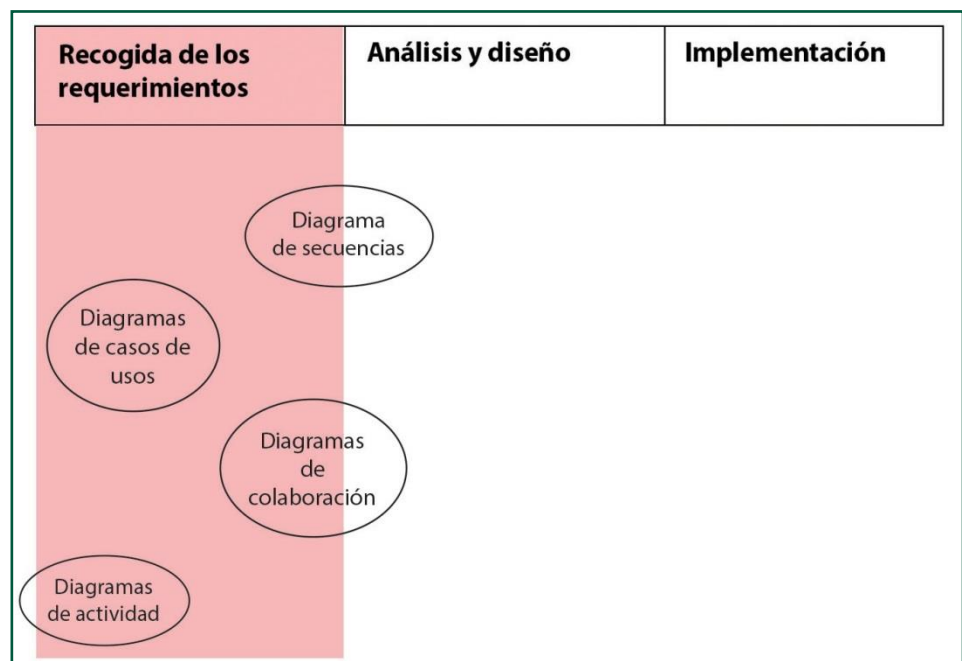 Recogida de los
requerimientos
Análisis y diseño
Implementación
Diagrama
de secuencias
Diagramas
de casos de
usos
Diagramas
de
colaboración
Diagramas
de actividad